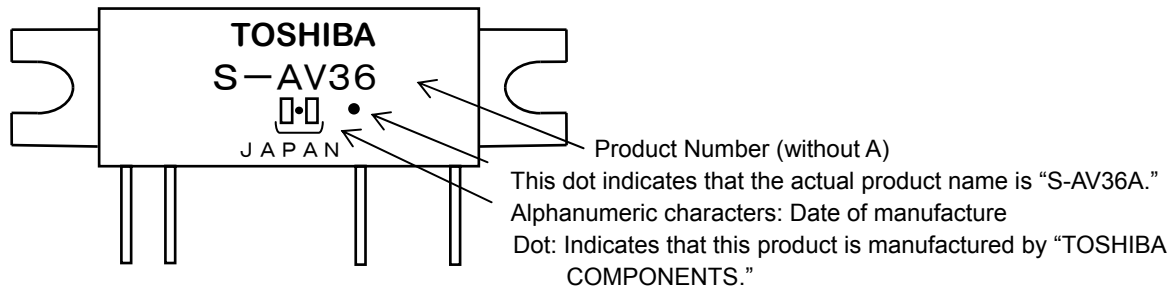 TOSHIBA
S－AV36
JAPAN
Product Number (without A)
This dot indicates that the actual product name is “S-AV36A.”
Alphanumeric characters: Date of manufacture
Dot: Indicates that this product is manufactured by “TOSHIBA
COMPONENTS.”